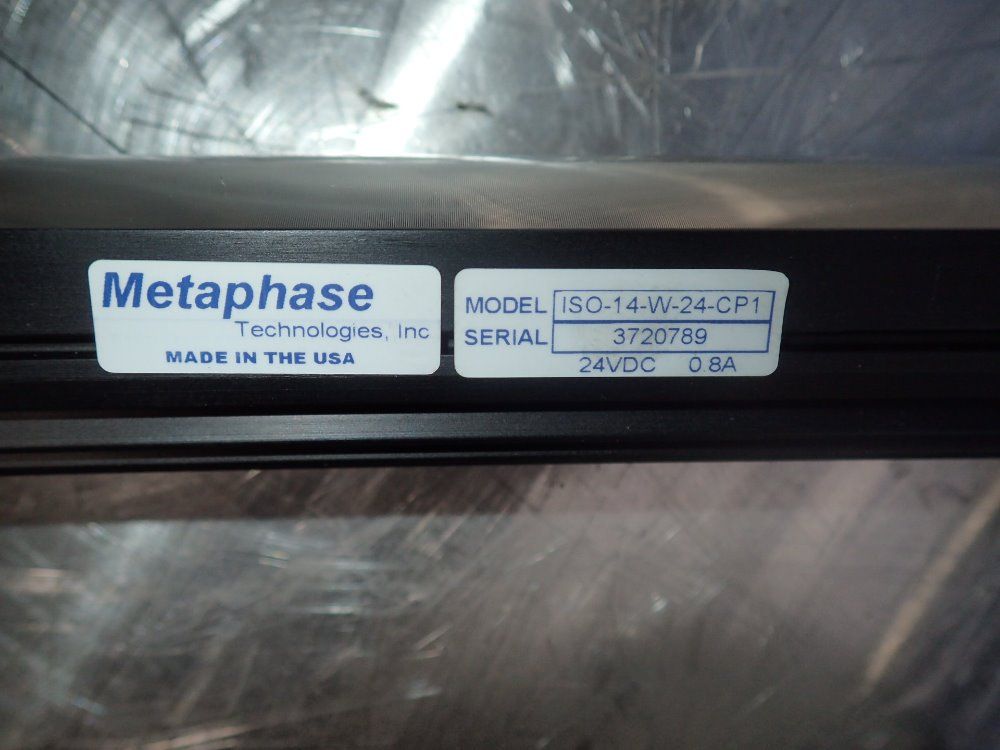 Metaphase
Technologies, Inc
MADE IN THE USA
MODEL ISO-14-W-24-CP1
SERIAL 3720789
24VDC 0.8A